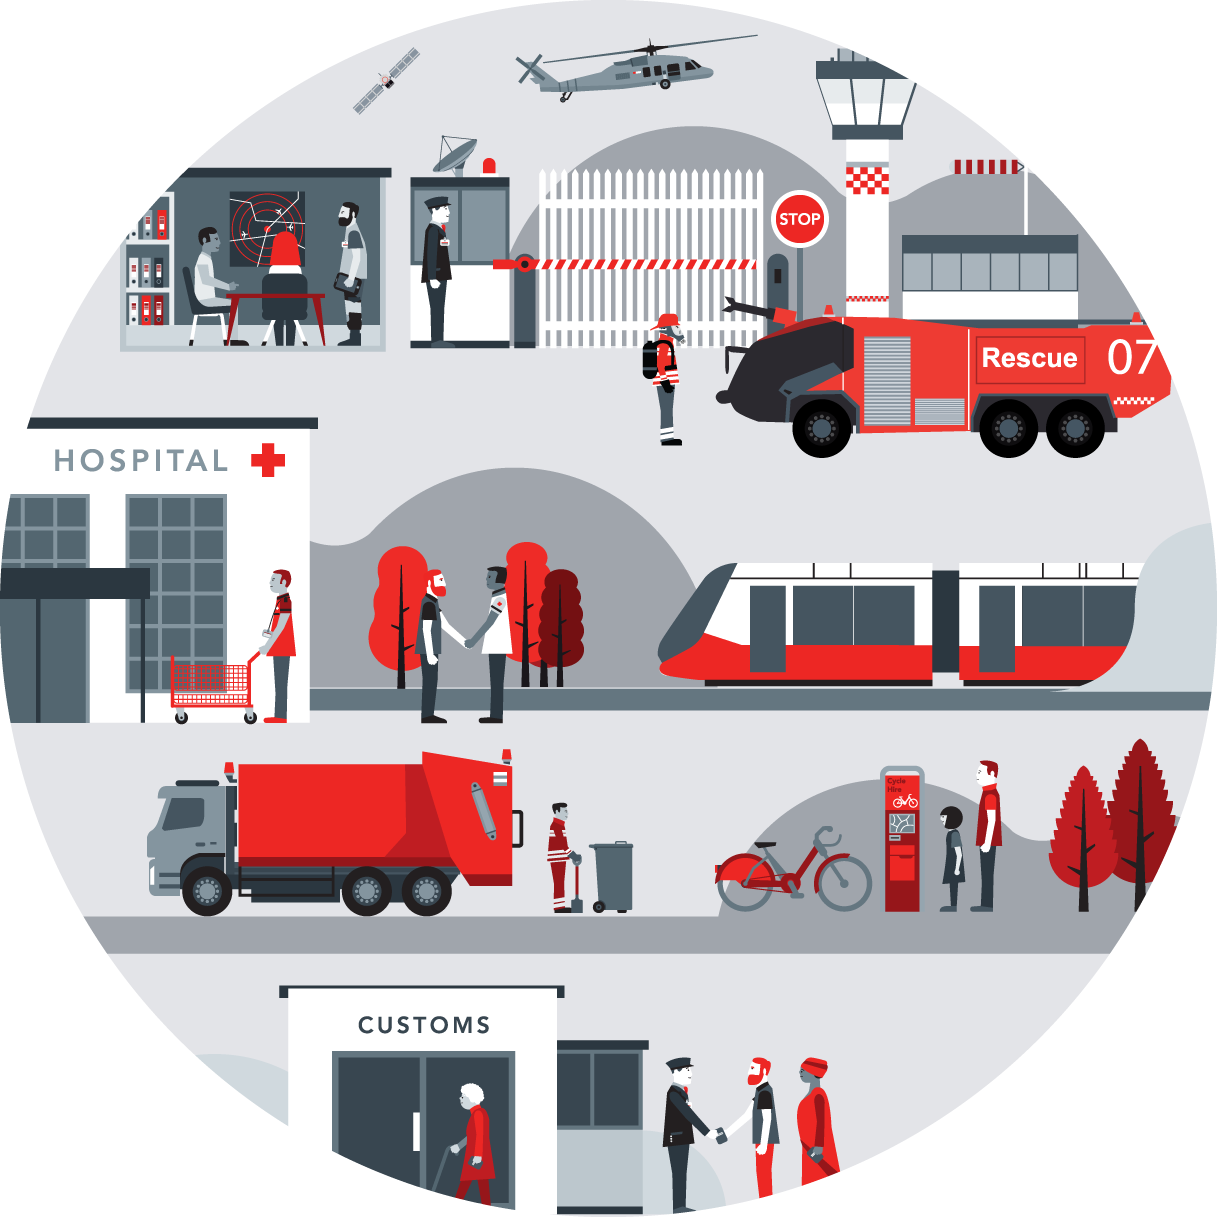 STOP
Rescue
07
HOSPITAL
Cycle
Hire
CUSTOMS